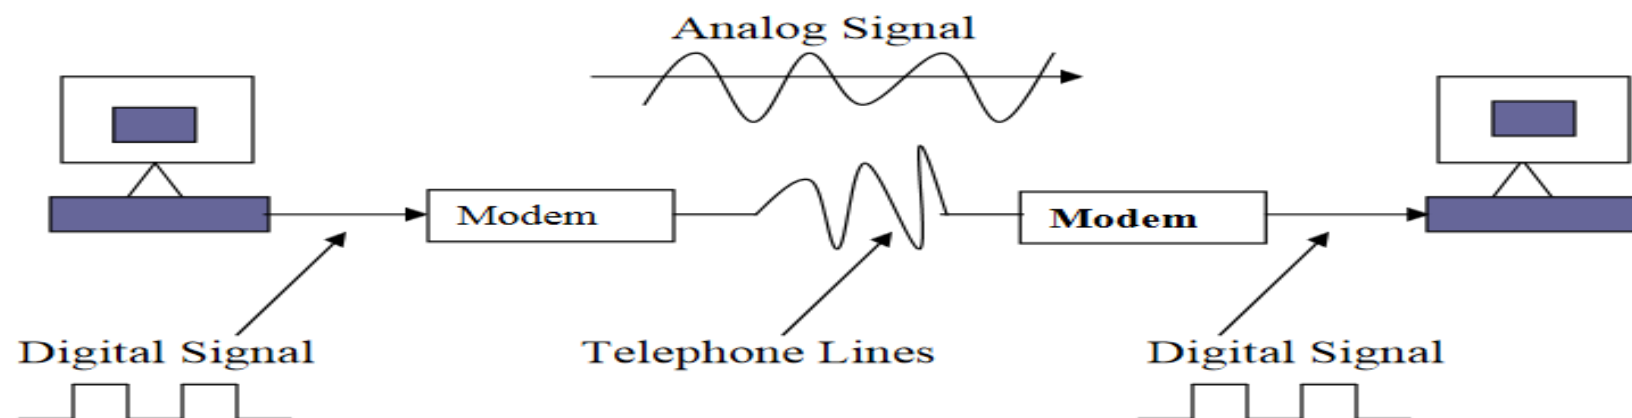 Analog Signal
Modem
Modem
Digital Signal
Telephone Lines
Digital Signal